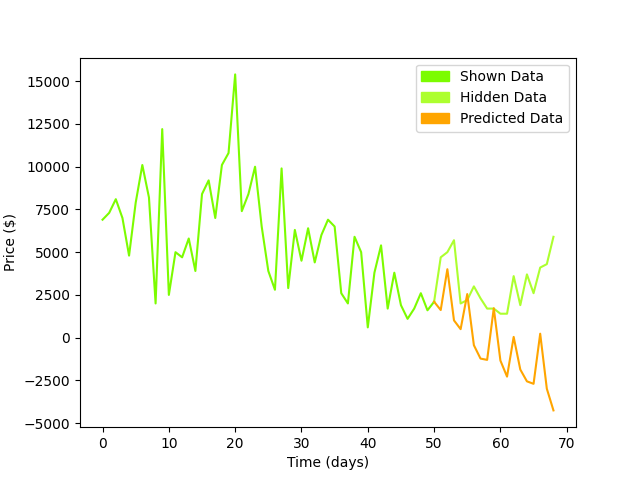 Shown Data
Hidden Data
Predicted Data
15000
12500
10000
7500
5000
2500
0
−2500
−5000
Price ($)
0 10 20 30 40 50 60 70
Time (days)